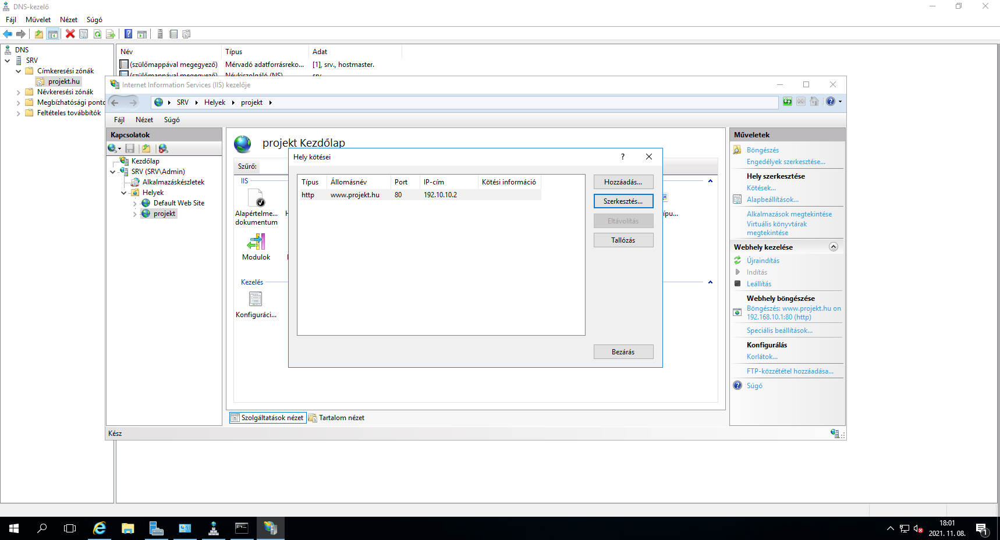 DNS-kezelő
Fájl Művelet Nézet Súgó
DNS
SRV
Címkeresési zónák
projekt.hu
Névkeresési zónák
Megbízhatósági ponto
Feltételes továbbítók
Név Típus Adat
(szülőmappával megegyező) Mérvadó adatforrásreko... [1], srv., hostmaster.
(szülőmappával megegyező) Névkiszolgáló (NS) srv.
Internet Information Services (IIS) kezelője
SRV Helyek projekt
Fájl Nézet Súgó
Kapcsolatok
Kezdőlap
SRV (SRV\Admin)
Alkalmazáskészletek
Helyek
Default Web Site
projekt
projekt Kezdőlap
Szűrő:
IIS
Alapértelme...
dokumentum
ípu...
Modulok
Kezelés
Konfiguráci...
Szolgáltatások nézet Tartalom nézet
Kész
Hely kötései
?
Típus Állomásnév Port IP-cím Kötési információ
http www.projekt.hu 80 192.10.10.2
Hozzáadás...
Szerkesztés...
Eltávolítás
Tallózás
Bezárás
Műveletek
Böngészés
Engedélyek szerkesztése...
Hely szerkesztése
Kötések...
Alapbeállítások...
Alkalmazások megtekintése
Virtuális könyvtárak
megtekintése
Webhely kezelése
Újraindítás
Indítás
Leállítás
Webhely böngészése
Böngészés: www.projekt.hu on
192.168.10.1:80 (http)
Speciális beállítások...
Konfigurálás
Korlátok...
FTP-közzététel hozzáadása...
Súgó
18:01
2021. 11. 08.
1